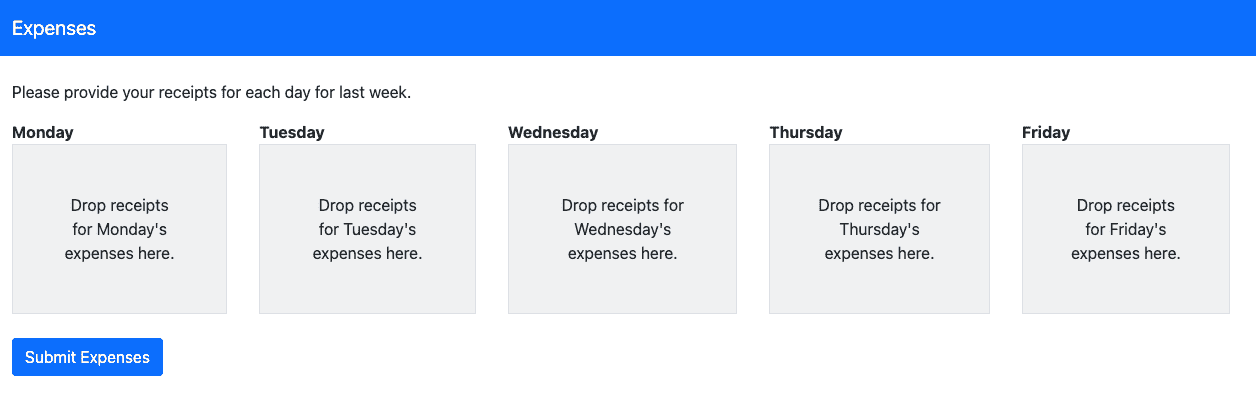 Expenses
Please provide your receipts for each day for last week.
Monday
Drop receipts
for Monday's
expenses here.
Tuesday
Drop receipts
for Tuesday's
expenses here.
Wednesday
Drop receipts for
Wednesday's
expenses here.
Thursday
Drop receipts for
Thursday's
expenses here.
Friday
Drop receipts
for Friday's
expenses here.
Submit Expenses